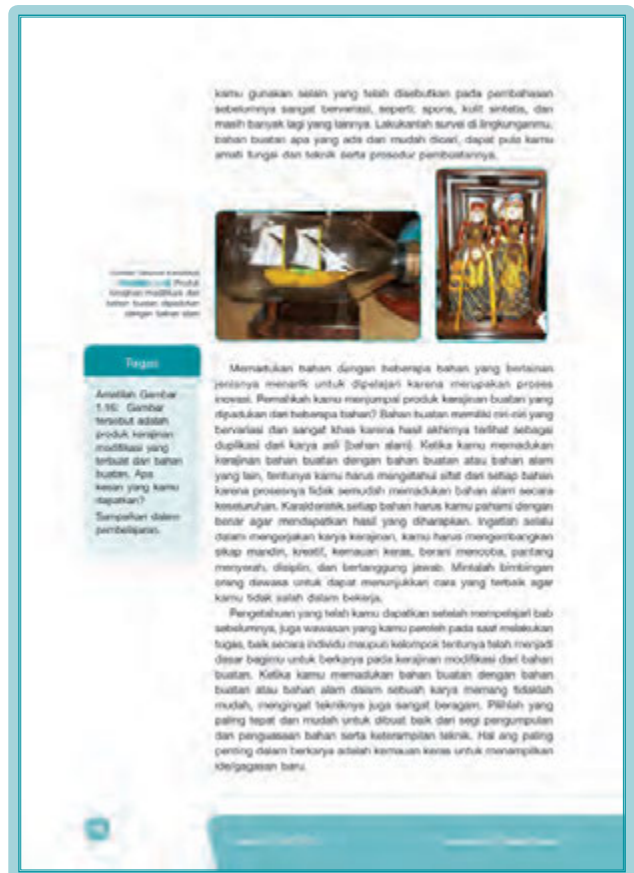 kamu gunakan selain yang telah disebutkan pada pembahasan
sebelumnya sangat bervariasi, seperti; spons, kulit sintetis, dan
masih banyak lagi yang lainnya. Lakukanlah survei di lingkunganmu,
bahan buatan apa yang ada dan mudah dicari, dapat pula kamu
amati fungsi dan teknik serta prosedur pembuatannya.
Produk
kerajinan modifikasi dari
bahan buatan dipadukan
dengan bahan alam
Tugas
Amatilah Gambar
1.16. Gambar
tersebut adalah
produk kerajinan
modifikasi yang
terbuat dari bahan
buatan. Apa
kesan yang kamu
dapatkan?
Sampaikan dalam
pembelajaran.
Memadukan bahan dengan beberapa bahan yang berlainan
jenisnya menarik untuk dipelajari karena merupakan proses
inovasi. Pernahkah kamu menjumpai produk kerajinan buatan yang
dipadukan dari beberapa bahan? Bahan buatan memiliki ciri-ciri yang
bervariasi dan sangat khas karena hasil akhirnya terlihat sebagai
duplikasi dari karya asli (bahan alam). Ketika kamu memadukan
kerajinan bahan buatan dengan bahan buatan atau bahan alam
yang lain, tentunya kamu harus mengetahui sifat dari setiap bahan
karena prosesnya tidak semudah memadukan bahan alam secara
keseluruhan. Karakteristik setiap bahan harus kamu pahami dengan
benar agar mendapatkan hasil yang diharapkan. Ingatlah selalu
dalam mengerjakan karya kerajinan, kamu harus mengembangkan
sikap mandiri, kreatif, kemauan keras, berani mencoba, pantang
menyerah, disiplin, dan bertanggung jawab. Mintalah bimbingan
orang dewasa untuk dapat menunjukkan cara yang terbaik agar
kamu tidak salah dalam bekerja.
Pengetahuan yang telah kamu dapatkan setelah mempelajari bab
sebelumnya, juga wawasan yang kamu peroleh pada saat melakukan
tugas, baik secara individu maupun kelompok tentunya telah menjadi
dasar bagimu untuk berkarya pada kerajinan modifikasi dari bahan
buatan. Ketika kamu memadukan bahan buatan dengan bahan
buatan atau bahan alam dalam sebuah karya memang tidaklah
mudah, mengingat tekniknya juga sangat beragam. Pilihlah yang
paling tepat dan mudah untuk dibuat baik dari segi pengumpulan
dan penguasaan bahan serta keterampilan teknik. Hal ang paling
penting dalam berkarya adalah kemauan keras untuk menampilkan
ide/gagasan baru.